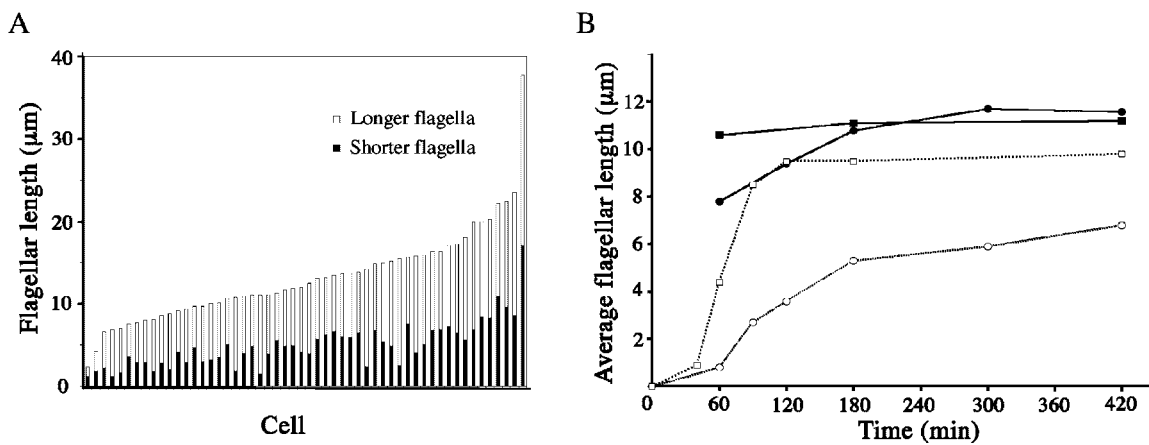 A
Flagellar length (μm)
40
30
20
10
0
Longer flagella
Shorter flagella
Cell
B
Average flagellar length (μm)
12
10
8
6
4
2
0 60 120 180 240 300 360 420
Time (min)